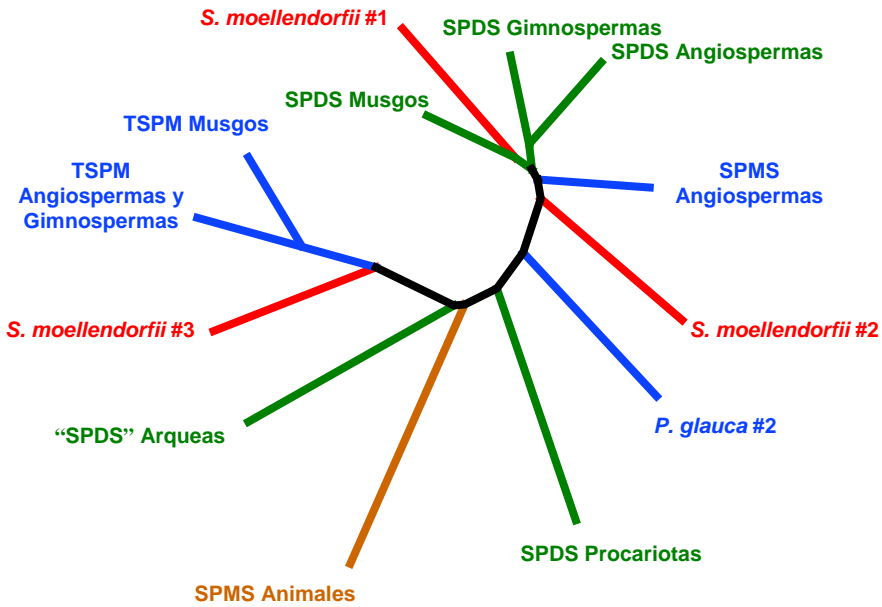 S. moellendorfii #1
SPDS Gimnospermas
SPDS Angiospermas
SPDS Musgos
TSPM Musgos
TSPM
Angiospermas y
Gimnospermas
SPMS
Angiospermas
S. moellendorfii #3
S. moellendorfii #2
“SPDS” Arqueas
P. glauca #2
SPDS Procariotas
SPMS Animales